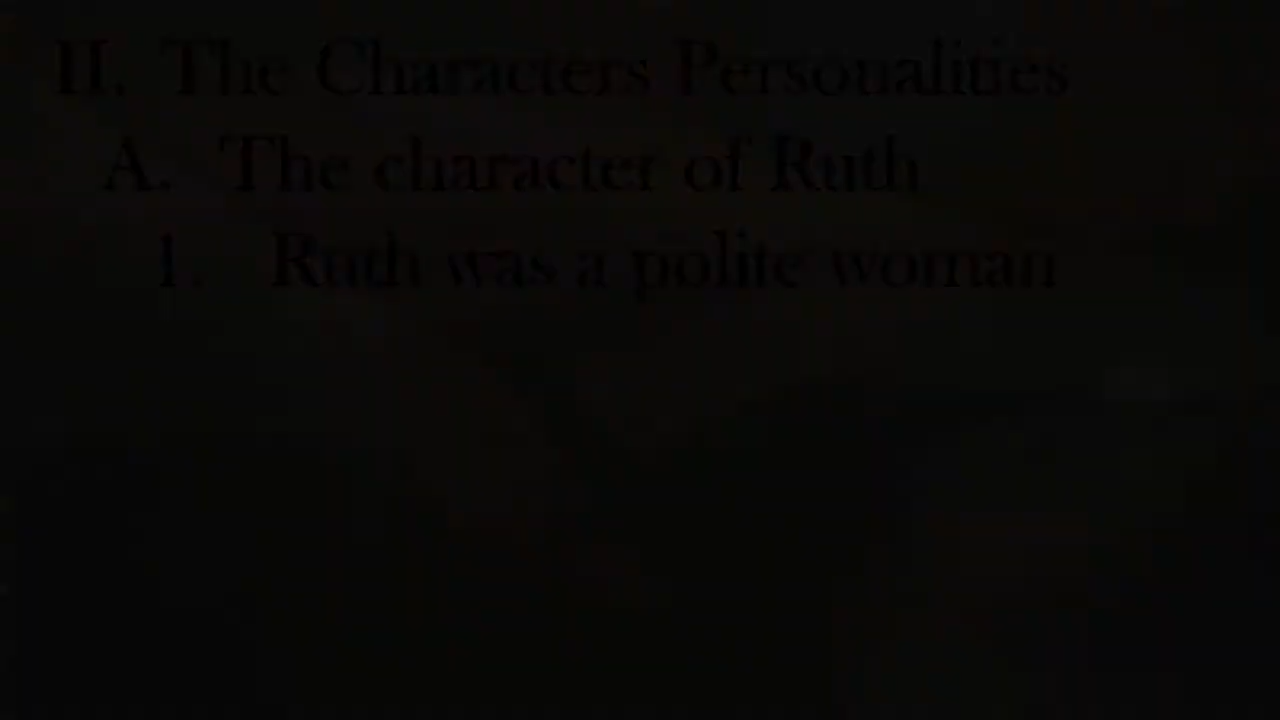 II. The Characters Personalities
A. The character of Ruth
1. Ruth was a polite woman